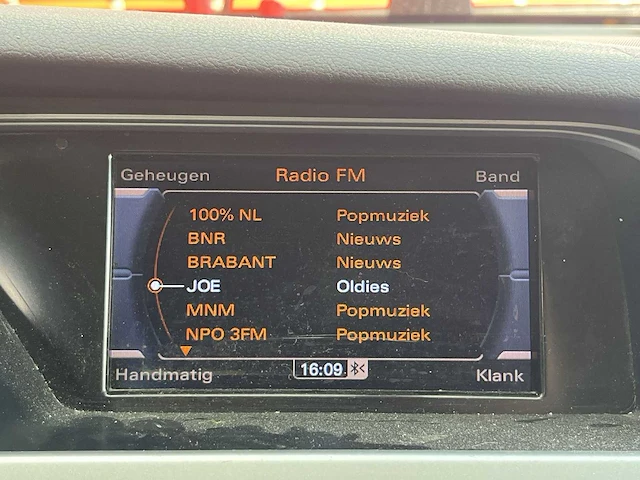 Geheugen Radio FM Band
100% NL Popmuziek
BNR Nieuws
BRABANT Nieuws
JOE Oldies
MNM Popmuziek
NPO 3FM Popmuziek
Handmatig 16:09 Klank